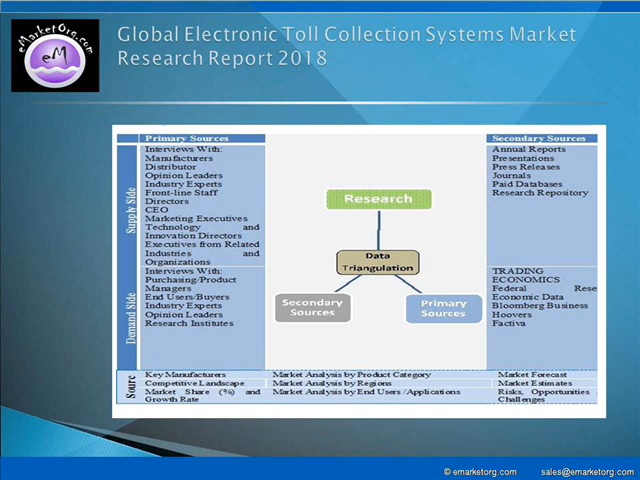 eMarketOrg.com
eM
Global Electronic Toll Collection Systems Market
Research Report 2018
Primary Sources
Secondary Sources
Supply Side
Interviews With:
Manufacturers
Distributor
Opinion Leaders
Industry Experts
Front-line Staff
Directors
CEO
Marketing Executives
Technology and
Innovation Directors
Executives from Related
Industries and
Organizations
Annual Reports
Presentations
Press Releases
Journals
Paid Databases
Research Repository
Research
Data
Triangulation
Secondary
Sources
Primary
Sources
Demand Side
Interviews With:
Purchasing/Product
Managers
End Users/Buyers
Industry Experts
Opinion Leaders
Research Institutes
TRADING
ECONOMICS
Federal Rese
Economic Data
Bloomberg Business
Hoovers
Factiva
Sourc
Key Manufacturers
Competitive Landscape
Market Share (%) and
Growth Rate
Market Analysis by Product Category
Market Analysis by Regions
Market Analysis by End Users /Applications
Market Forecast
Market Estimates
Risks, Opportunities
Challenges
© emarketorg.com sales@emarketorg.com